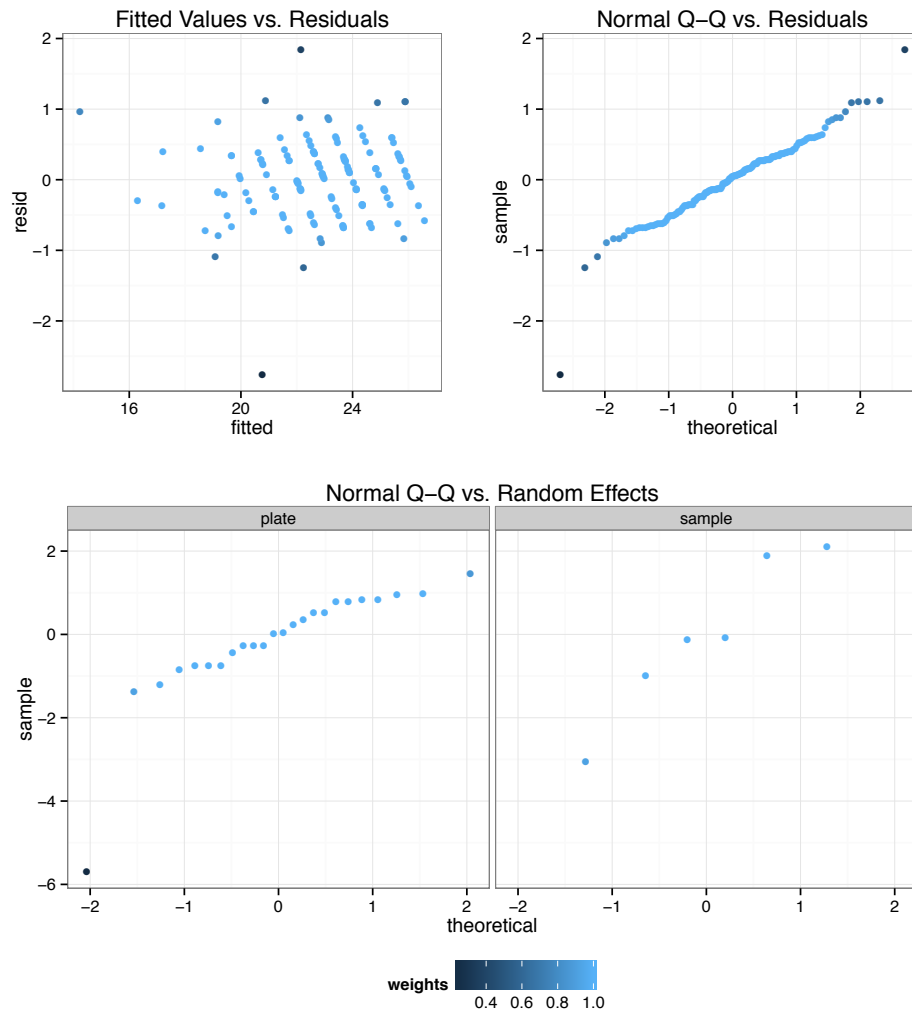 Fitted Values vs. Residuals
2
1
0
−1
−2
resid
16 20 24
fitted
Normal Q−Q vs. Residuals
2
1
0
−1
−2
sample
−2 −1 0 1 2
theoretical
Normal Q−Q vs. Random Effects
plate sample
2
0
−2
−4
−6
sample
−2 −1 0 1 2 −2 −1 0 1 2
theoretical
weights
0.4 0.6 0.8 1.0